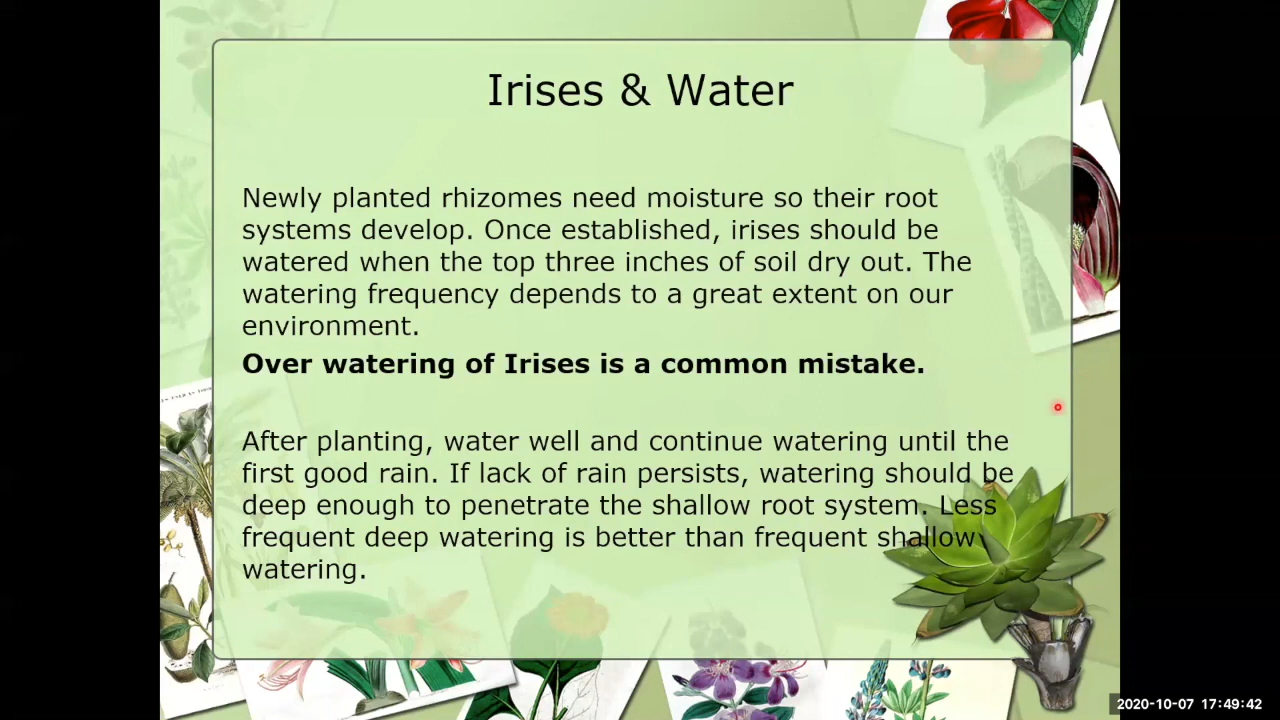 Irises & Water
Newly planted rhizomes need moisture so their root
systems develop. Once established, irises should be
watered when the top three inches of soil dry out. The
watering frequency depends to a great extent on our
environment.
Over watering of Irises is a common mistake.
After planting, water well and continue watering until the
first good rain. If lack of rain persists, watering should be
deep enough to penetrate the shallow root system. Less
frequent deep watering is better than frequent shallow
watering.
2020-10-07 17:49:42